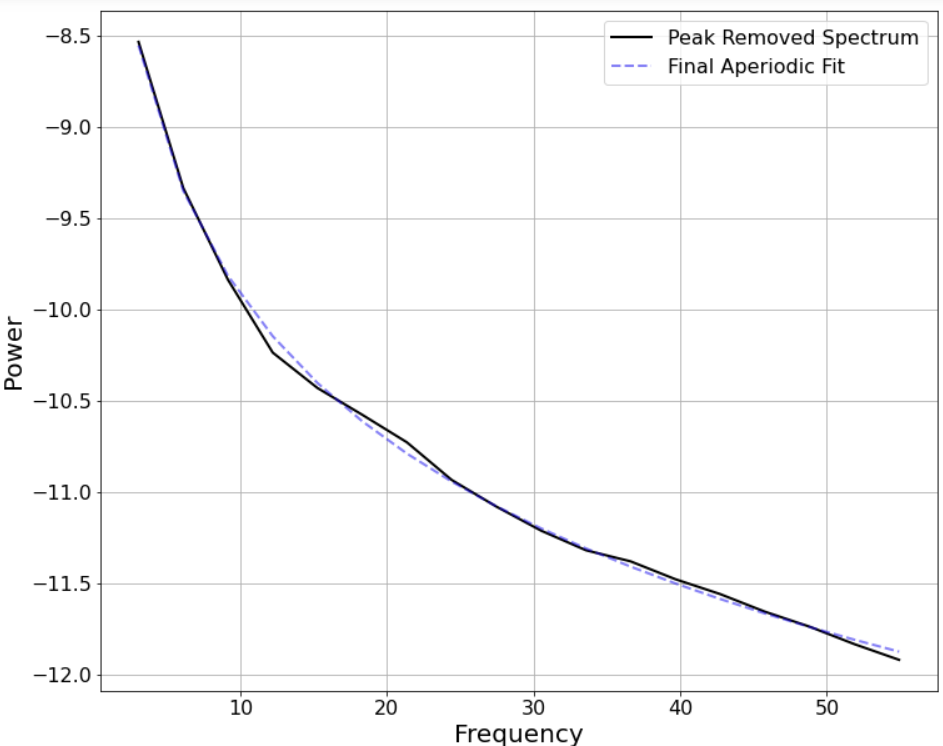 Peak Removed Spectrum
Final Aperiodic Fit
−8.5
−9.0
−9.5
−10.0
−10.5
−11.0
−11.5
−12.0
Power
10 20 30 40 50
Frequency